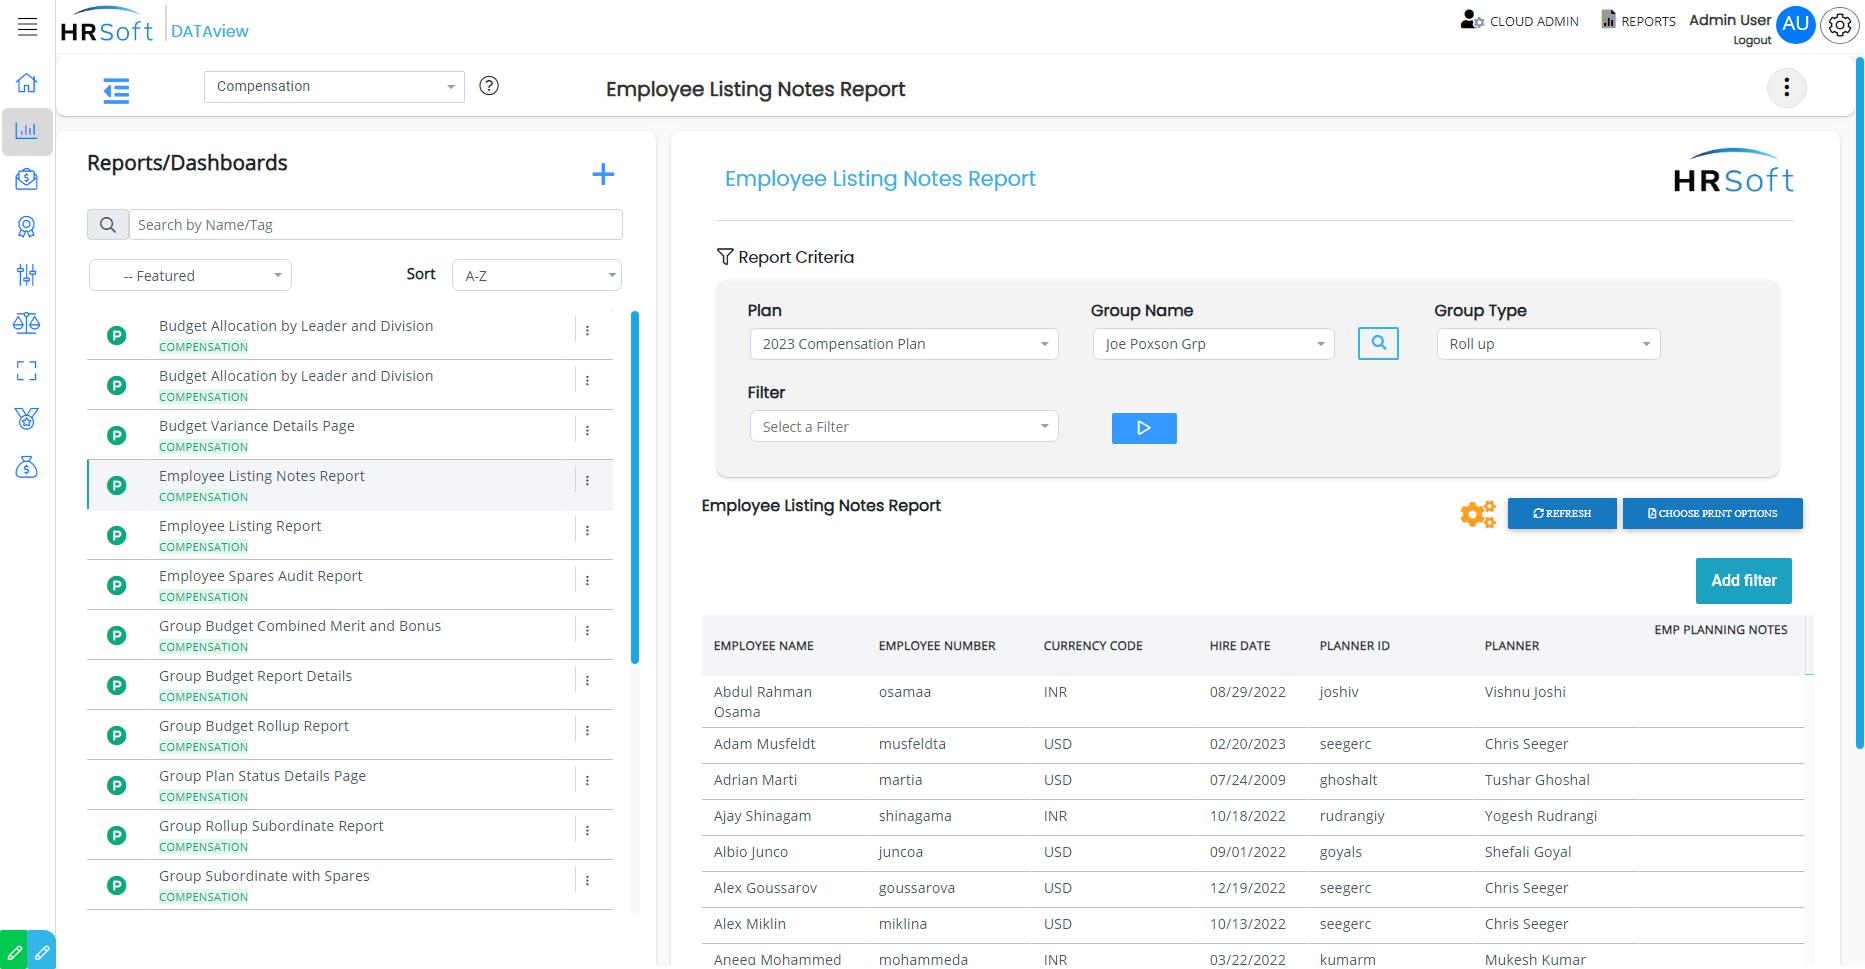 HRSoft
DATAview
CLOUD ADMIN
REPORTS
Admin User
Logout
AU
Compensation
?
Employee Listing Notes Report
Reports/Dashboards
Search by Name/Tag
-- Featured
Sort
A-Z
P
Budget Allocation by Leader and Division
COMPENSATION
P
Budget Allocation by Leader and Division
COMPENSATION
P
Budget Variance Details Page
COMPENSATION
P
Employee Listing Notes Report
COMPENSATION
P
Employee Listing Report
COMPENSATION
P
Employee Spares Audit Report
COMPENSATION
P
Group Budget Combined Merit and Bonus
COMPENSATION
P
Group Budget Report Details
COMPENSATION
P
Group Budget Rollup Report
COMPENSATION
P
Group Plan Status Details Page
COMPENSATION
P
Group Rollup Subordinate Report
COMPENSATION
P
Group Subordinate with Spares
COMPENSATION
Employee Listing Notes Report
HRSoft
Report Criteria
Plan Group Name Group Type
2023 Compensation Plan Joe Poxson Grp Roll up
Filter
Select a Filter
Employee Listing Notes Report
REFRESH
CHOOSE PRINT OPTIONS
Add filter
EMPLOYEE NAME EMPLOYEE NUMBER CURRENCY CODE HIRE DATE PLANNER ID PLANNER EMP PLANNING NOTES
Abdul Rahman Osama osamaa INR 08/29/2022 joshiv Vishnu Joshi
Adam Musfeldt musfeldta USD 02/20/2023 seegerc Chris Seeger
Adrian Marti martia USD 07/24/2009 ghoshalt Tushar Ghoshal
Ajay Shinagam shinagama INR 10/18/2022 rudrangiy Yogesh Rudrangi
Albio Junco juncoa USD 09/01/2022 goyals Shefali Goyal
Alex Goussarov goussarova USD 12/19/2022 seegerc Chris Seeger
Alex Miklin miklina USD 10/13/2022 seegerc Chris Seeger
Aneeq Mohammed mohammeda INR 03/22/2022 kumarm Mukesh Kumar